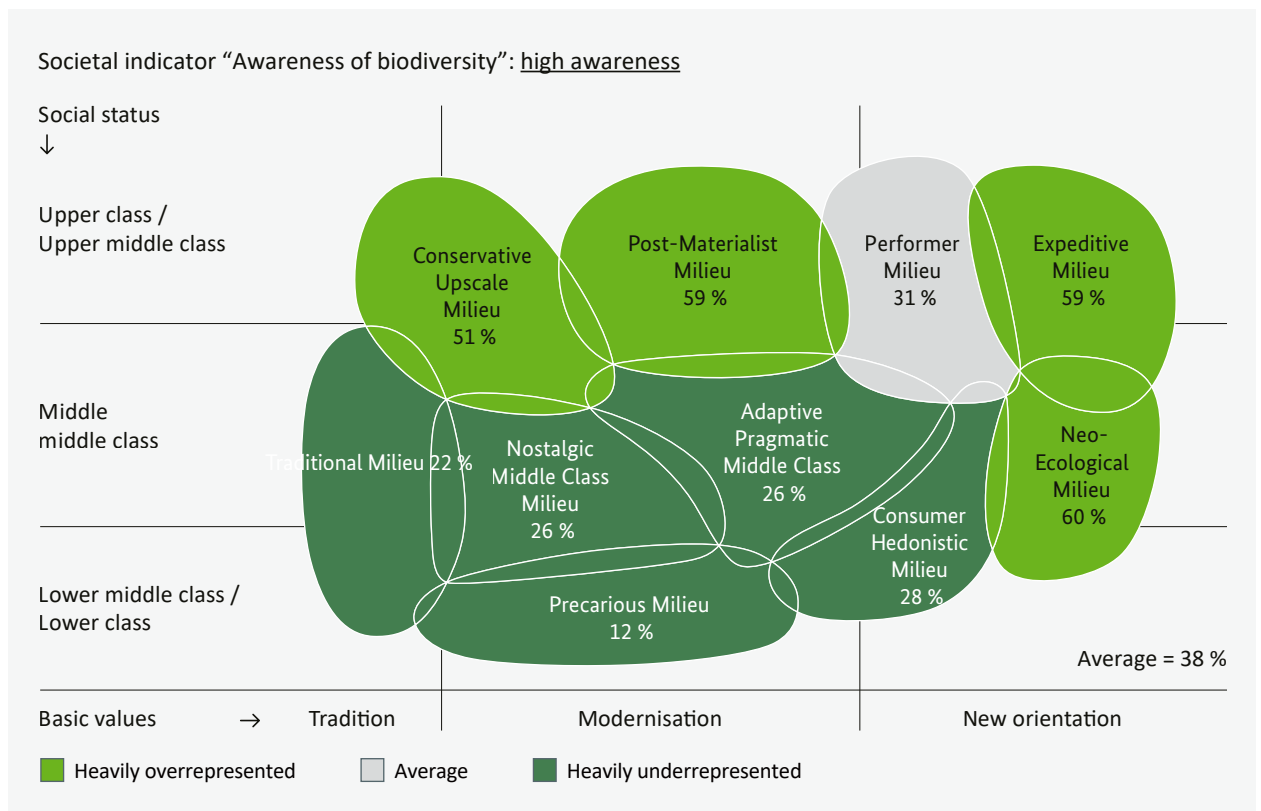 Societal indicator “Awareness of biodiversity”: high awareness
Social status
↓
Upper class /
Upper middle class
Conservative
Upscale
Milieu
51 %
Post-Materialist
Milieu
59 %
Performer
Milieu
31 %
Expeditive
Milieu
59 %
Middle
middle class
Traditional Milieu 22 %
Nostalgic
Middle Class
Milieu
26 %
Adaptive
Pragmatic
Middle Class
26 %
Neo-
Ecological
Milieu
60 %
Consumer
Hedonistic
Milieu
28 %
Lower middle class /
Lower class
Precarious Milieu
12 %
Average = 38 %
Basic values → Tradition Modernisation New orientation
Heavily overrepresented Average Heavily underrepresented